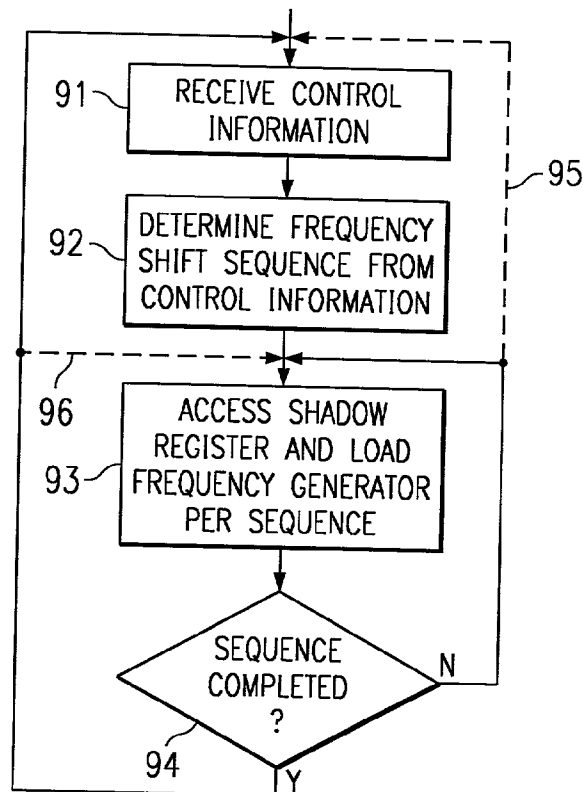 91
RECEIVE CONTROL
INFORMATION
95
92
DETERMINE FREQUENCY
SHIFT SEQUENCE FROM
CONTROL INFORMATION
96
93
ACCESS SHADOW
REGISTER AND LOAD
FREQUENCY GENERATOR
PER SEQUENCE
SEQUENCE
COMPLETED
?
N
94
Y